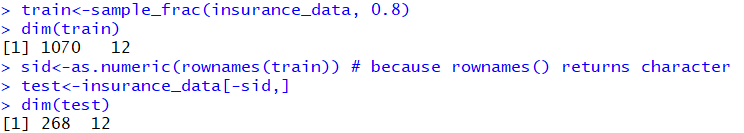 > train<-sample_frac(insurance_data, 0.8)
> dim(train)
[1] 1070   12
> sid<-as.numeric(rownames(train)) # because rownames() returns character
> test<-insurance_data[-sid,]
> dim(test)
[1] 268  12